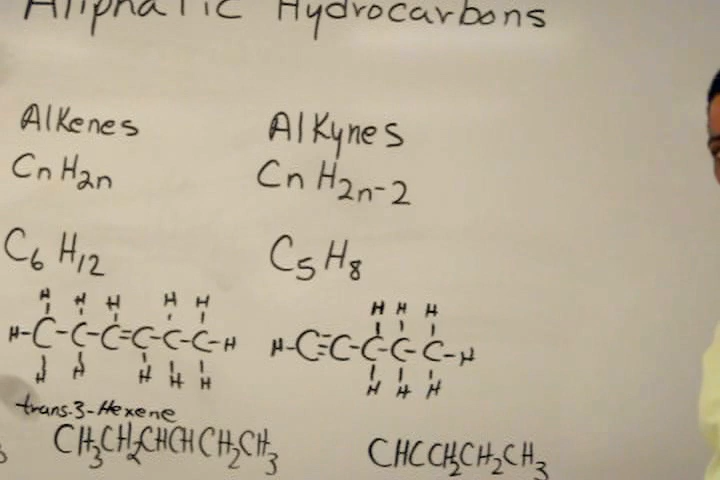 Aliphatic Hydrocarbons
Alkenes
CnH2n
C6H12
H H H H H
H-C-C-C=C-C-C-H
H H H H H
trans-3-Hexene
CH3CH2CHCHCH2CH3
Alkynes
CnH2n-2
C5H8
H H H
H-C≡C-C-C-C-H
H H H
CHCCH2CH2CH3